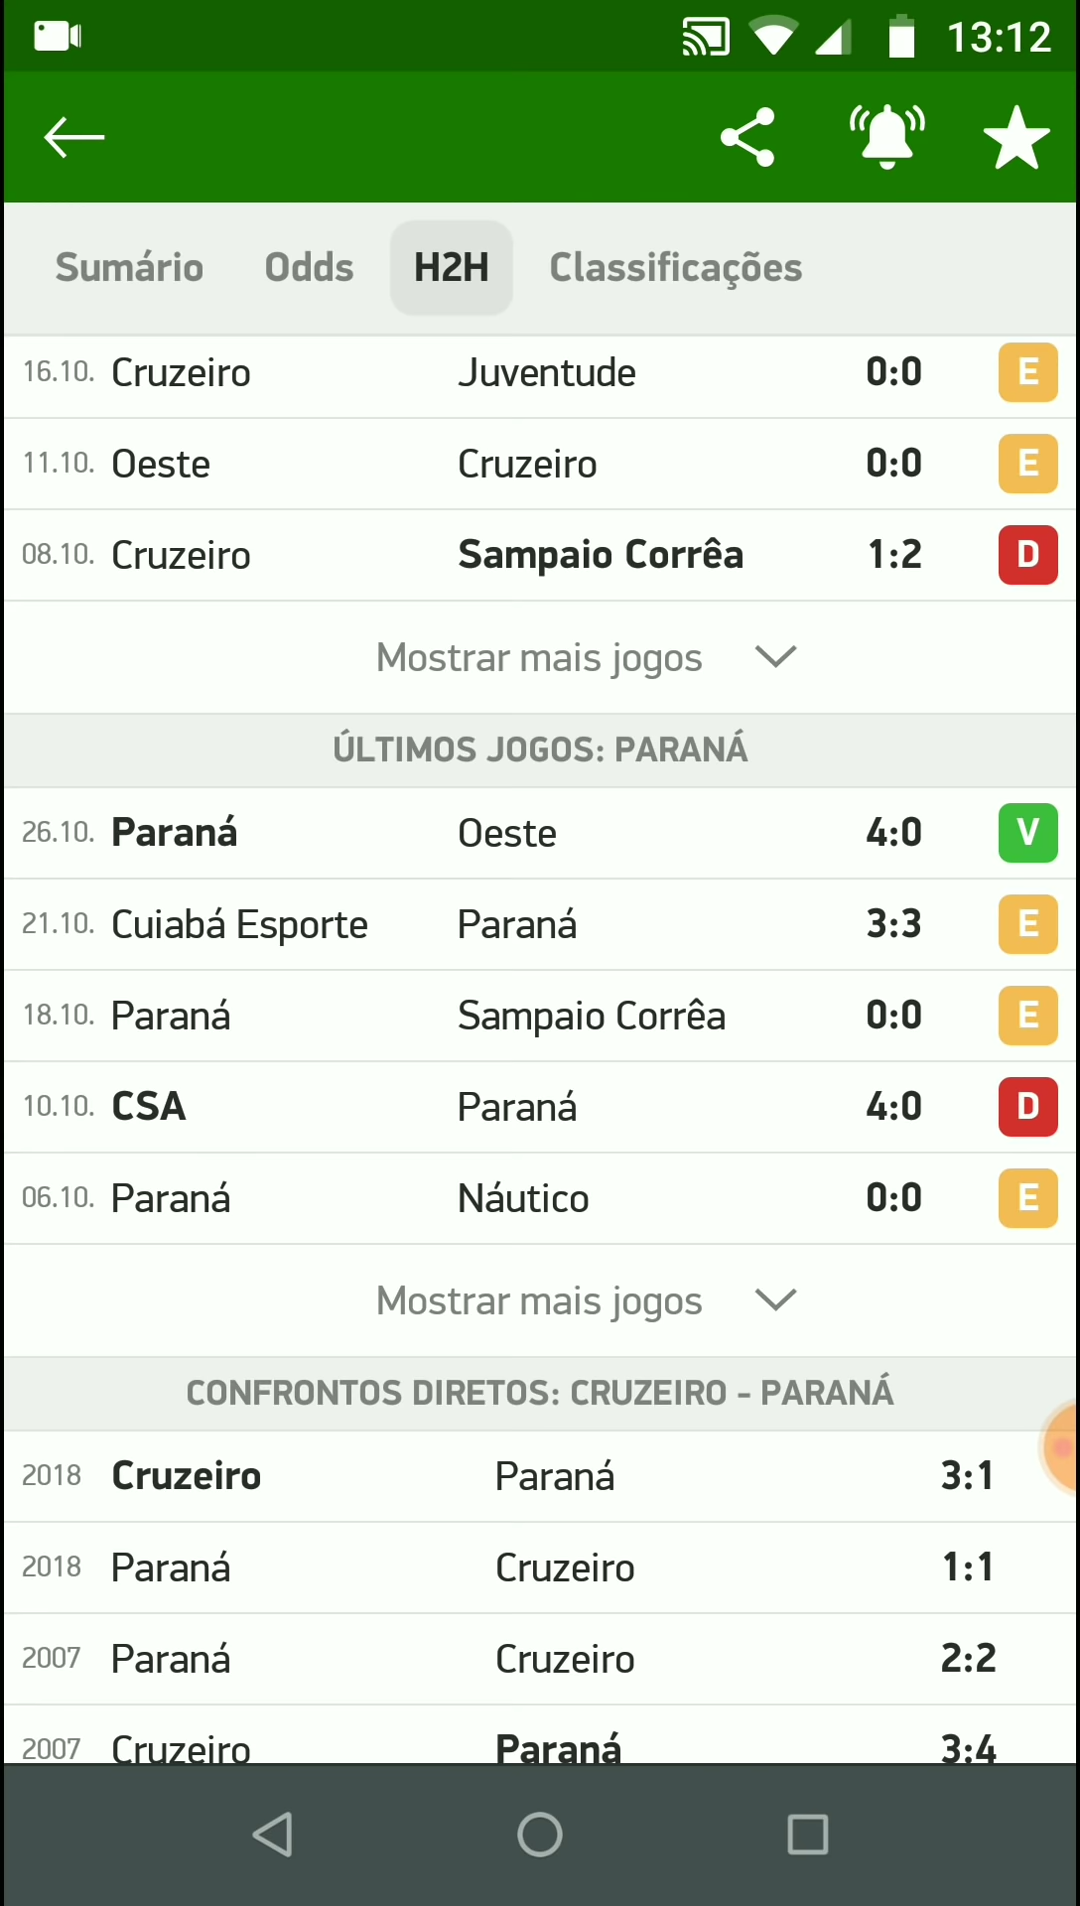 13:12
Sumário Odds H2H Classificações
16.10. Cruzeiro Juventude 0:0 E
11.10. Oeste Cruzeiro 0:0 E
08.10. Cruzeiro Sampaio Corrêa 1:2 D
Mostrar mais jogos
ÚLTIMOS JOGOS: PARANÁ
26.10. Paraná Oeste 4:0 V
21.10. Cuiabá Esporte Paraná 3:3 E
18.10. Paraná Sampaio Corrêa 0:0 E
10.10. CSA Paraná 4:0 D
06.10. Paraná Náutico 0:0 E
Mostrar mais jogos
CONFRONTOS DIRETOS: CRUZEIRO - PARANÁ
2018 Cruzeiro Paraná 3:1
2018 Paraná Cruzeiro 1:1
2007 Paraná Cruzeiro 2:2
2007 Cruzeiro Paraná 3:4